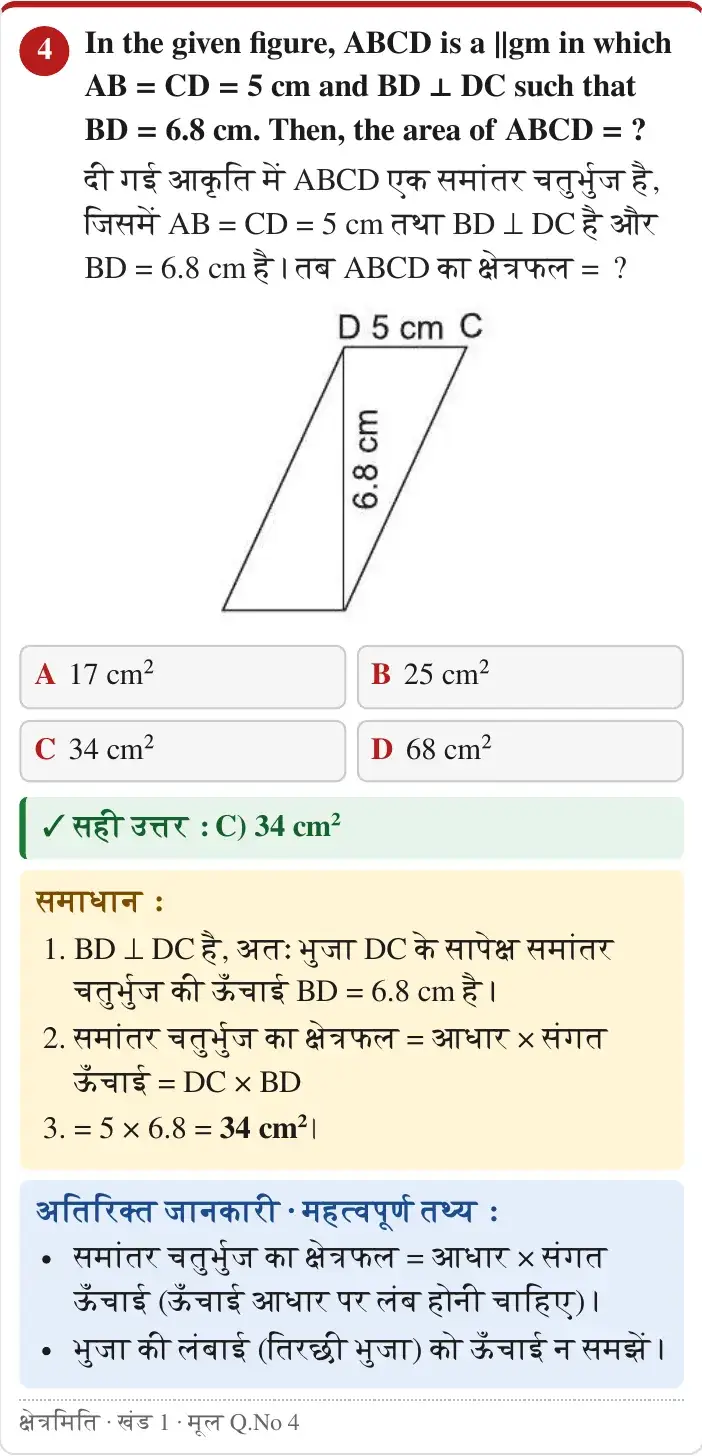 4 In the given figure, ABCD is a ||gm in which
AB = CD = 5 cm and BD ⊥ DC such that
BD = 6.8 cm. Then, the area of ABCD = ?
दी गई आकृति में ABCD एक समांतर चतुर्भुज है,
जिसमें AB = CD = 5 cm तथा BD ⊥ DC है और
BD = 6.8 cm है। तब ABCD का क्षेत्रफल = ?
D 5 cm C
6.8 cm
A 17 cm²
B 25 cm²
C 34 cm²
D 68 cm²
✓ सही उत्तर : C) 34 cm²
समाधान :
1. BD ⊥ DC है, अतः भुजा DC के सापेक्ष समांतर
चतुर्भुज की ऊँचाई BD = 6.8 cm है।
2. समांतर चतुर्भुज का क्षेत्रफल = आधार × संगत
ऊँचाई = DC × BD
3. = 5 × 6.8 = 34 cm²।
अतिरिक्त जानकारी · महत्वपूर्ण तथ्य :
• समांतर चतुर्भुज का क्षेत्रफल = आधार × संगत
ऊँचाई (ऊँचाई आधार पर लंब होनी चाहिए)।
• भुजा की लंबाई (तिरछी भुजा) को ऊँचाई न समझें।
क्षेत्रमिति · खंड 1 · मूल Q.No 4